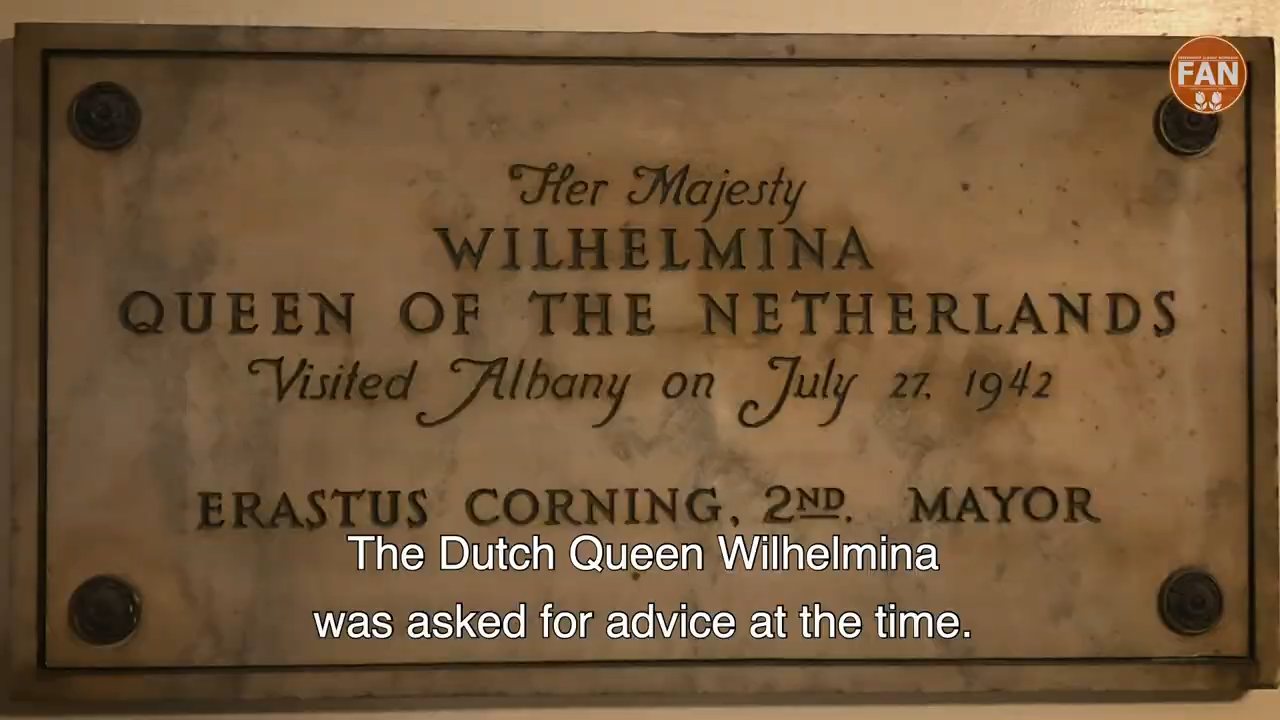 FAN
Her Majesty
WILHELMINA
QUEEN OF THE NETHERLANDS
Visited Albany on July 27. 1942
ERASTUS CORNING, 2ND. MAYOR
The Dutch Queen Wilhelmina
was asked for advice at the time.